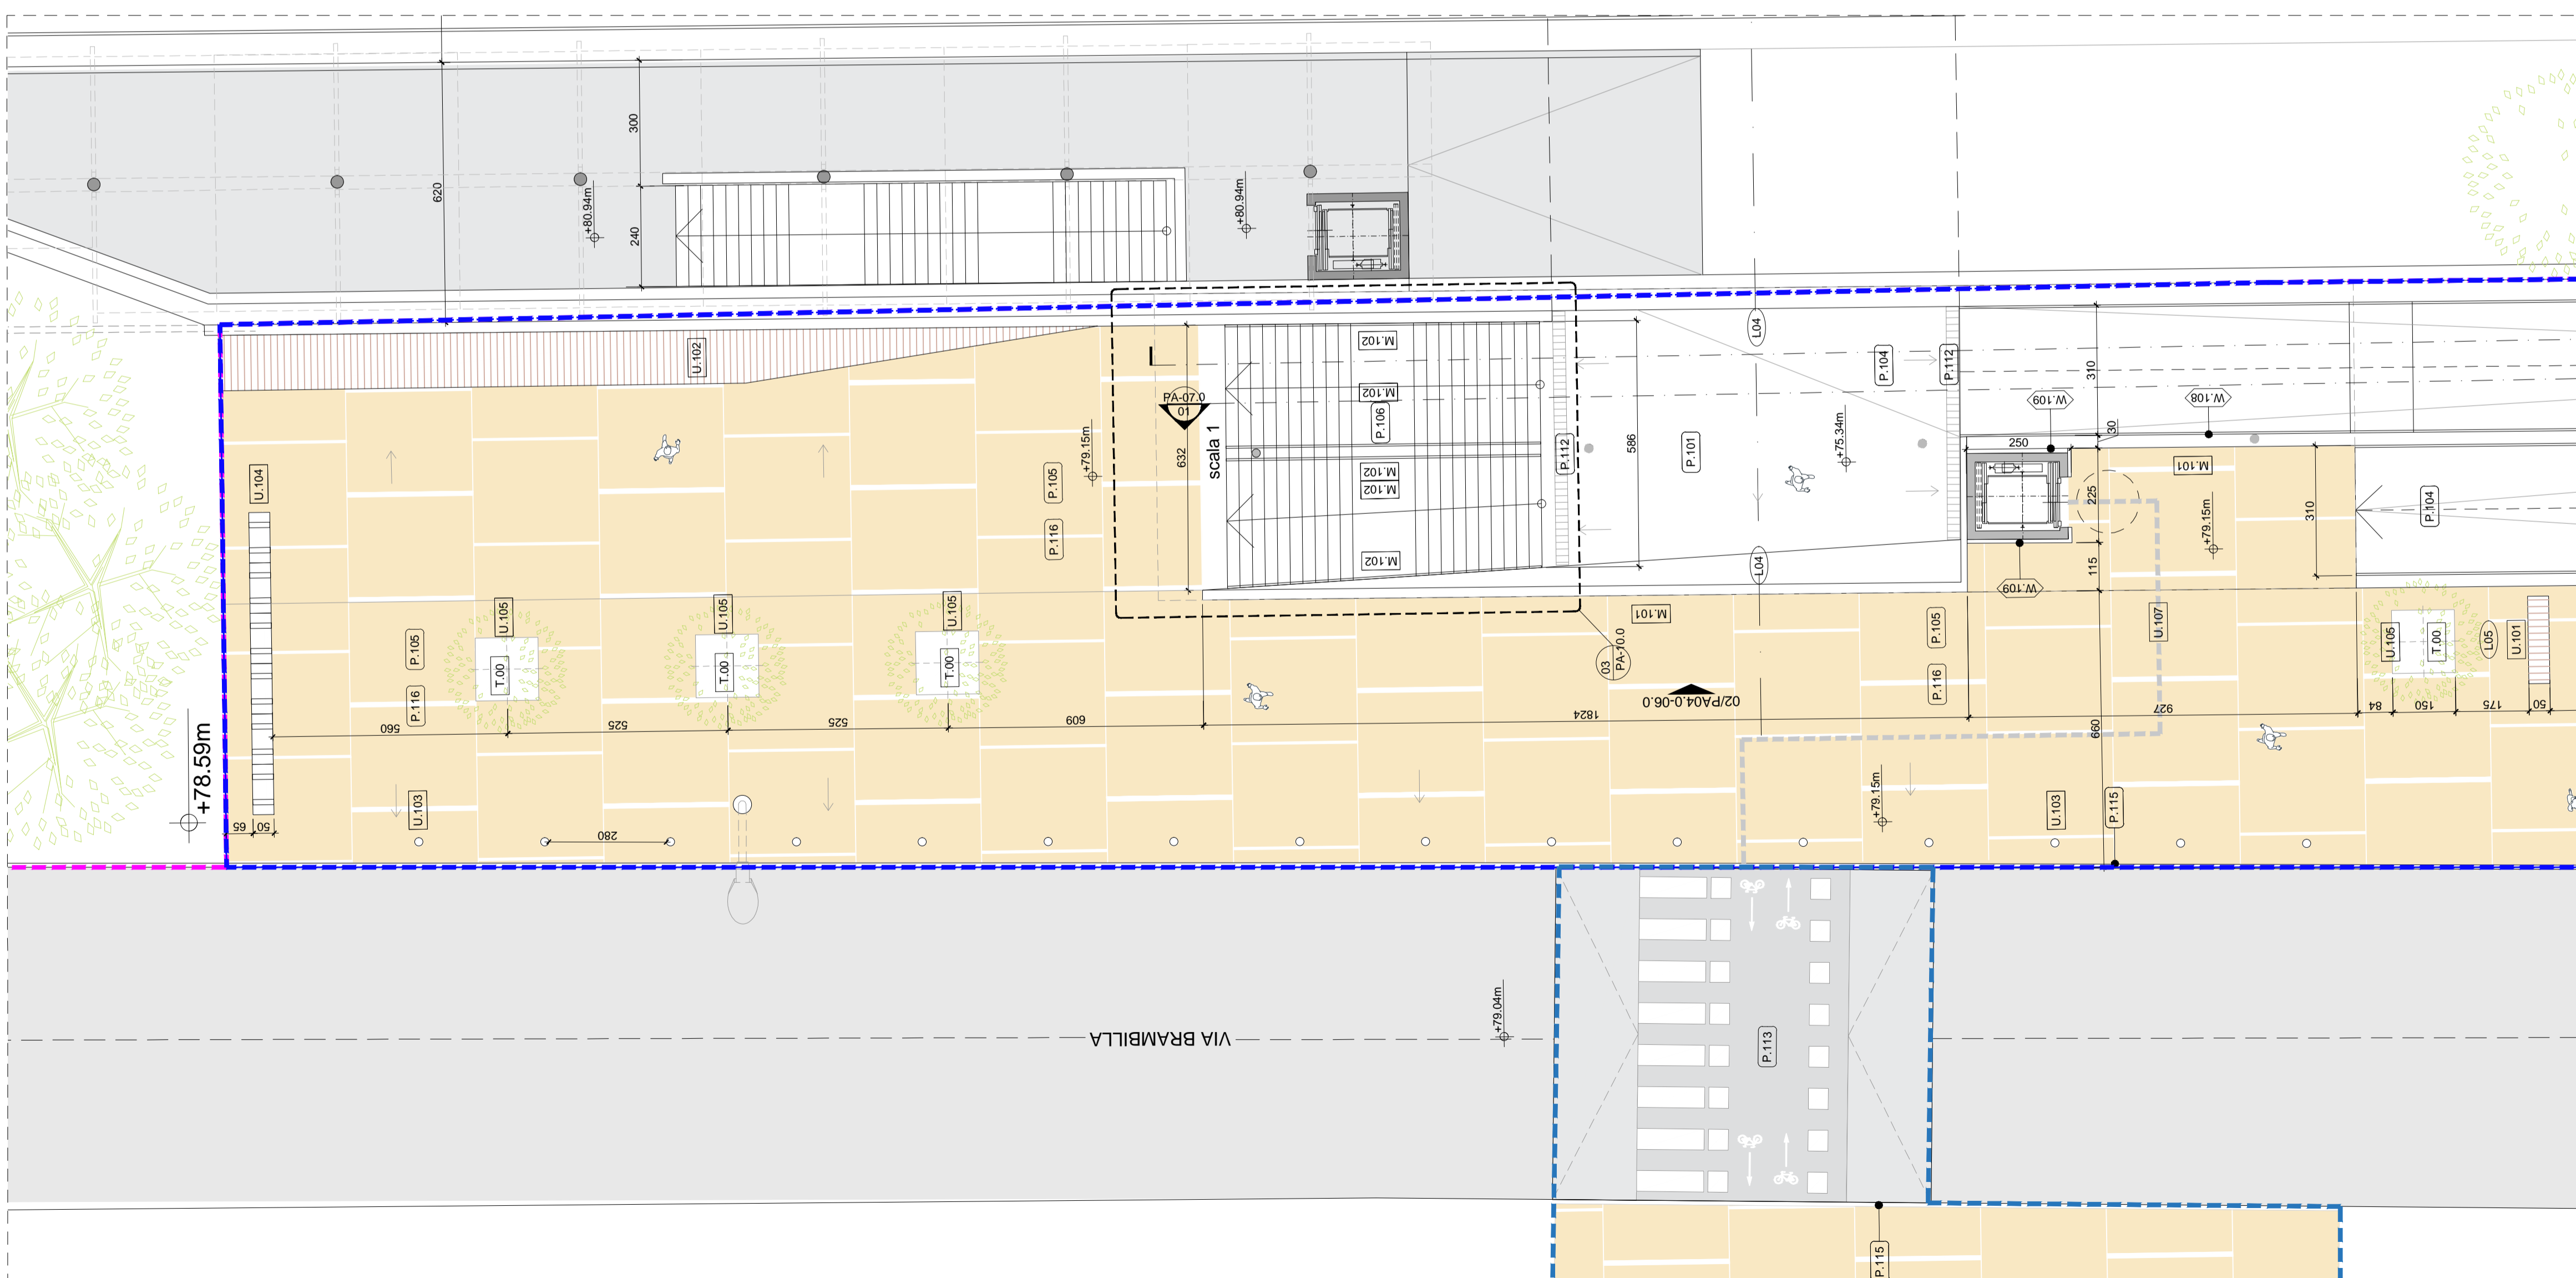 620
300
240
+80.94m
+80.94m
U.102
PA-07.0
01
scala 1
632
M.102
M.102
P.106
M.102
M.102
M.102
P.112
586
P.101
L04
L04
P.104
P.112
+75.34m
310
W.109
W.108
250
30
M.101
225
115
W.109
+79.15m
310
P.104
U.104
P.105
P.116
+79.15m
U.105
U.105
U.105
T.00
T.00
T.00
P.105
P.116
M.101
03
PA-10.0
02/PA04.0-06.0
P.105
P.116
U.107
U.105
T.00
L05
U.101
560
525
525
609
1824
927
84
150
175
50
660
+78.59m
65
50
U.103
280
+79.15m
U.103
P.115
VIA BRAMBILLA
+79.04m
P.113
P.115